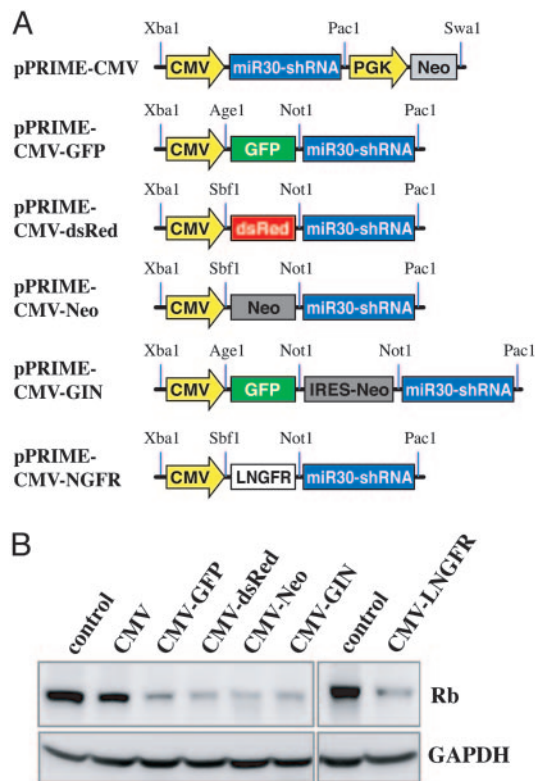 A
Xba1 Pac1 Swa1
pPRIME-CMV CMV miR30-shRNA PGK Neo
Xba1 Age1 Not1 Pac1
pPRIME-
CMV-GFP CMV GFP miR30-shRNA
Xba1 Sbf1 Not1 Pac1
pPRIME-
CMV-dsRed CMV dsRed miR30-shRNA
Xba1 Sbf1 Not1 Pac1
pPRIME-
CMV-Neo CMV Neo miR30-shRNA
Xba1 Age1 Not1 Not1 Pac1
pPRIME-
CMV-GIN CMV GFP IRES-Neo miR30-shRNA
Xba1 Sbf1 Not1 Pac1
pPRIME-
CMV-NGFR CMV LNGFR miR30-shRNA
B
control CMV CMV-GFP CMV-dsRed CMV-Neo CMV-GIN control CMV-LNGFR
Rb
GAPDH